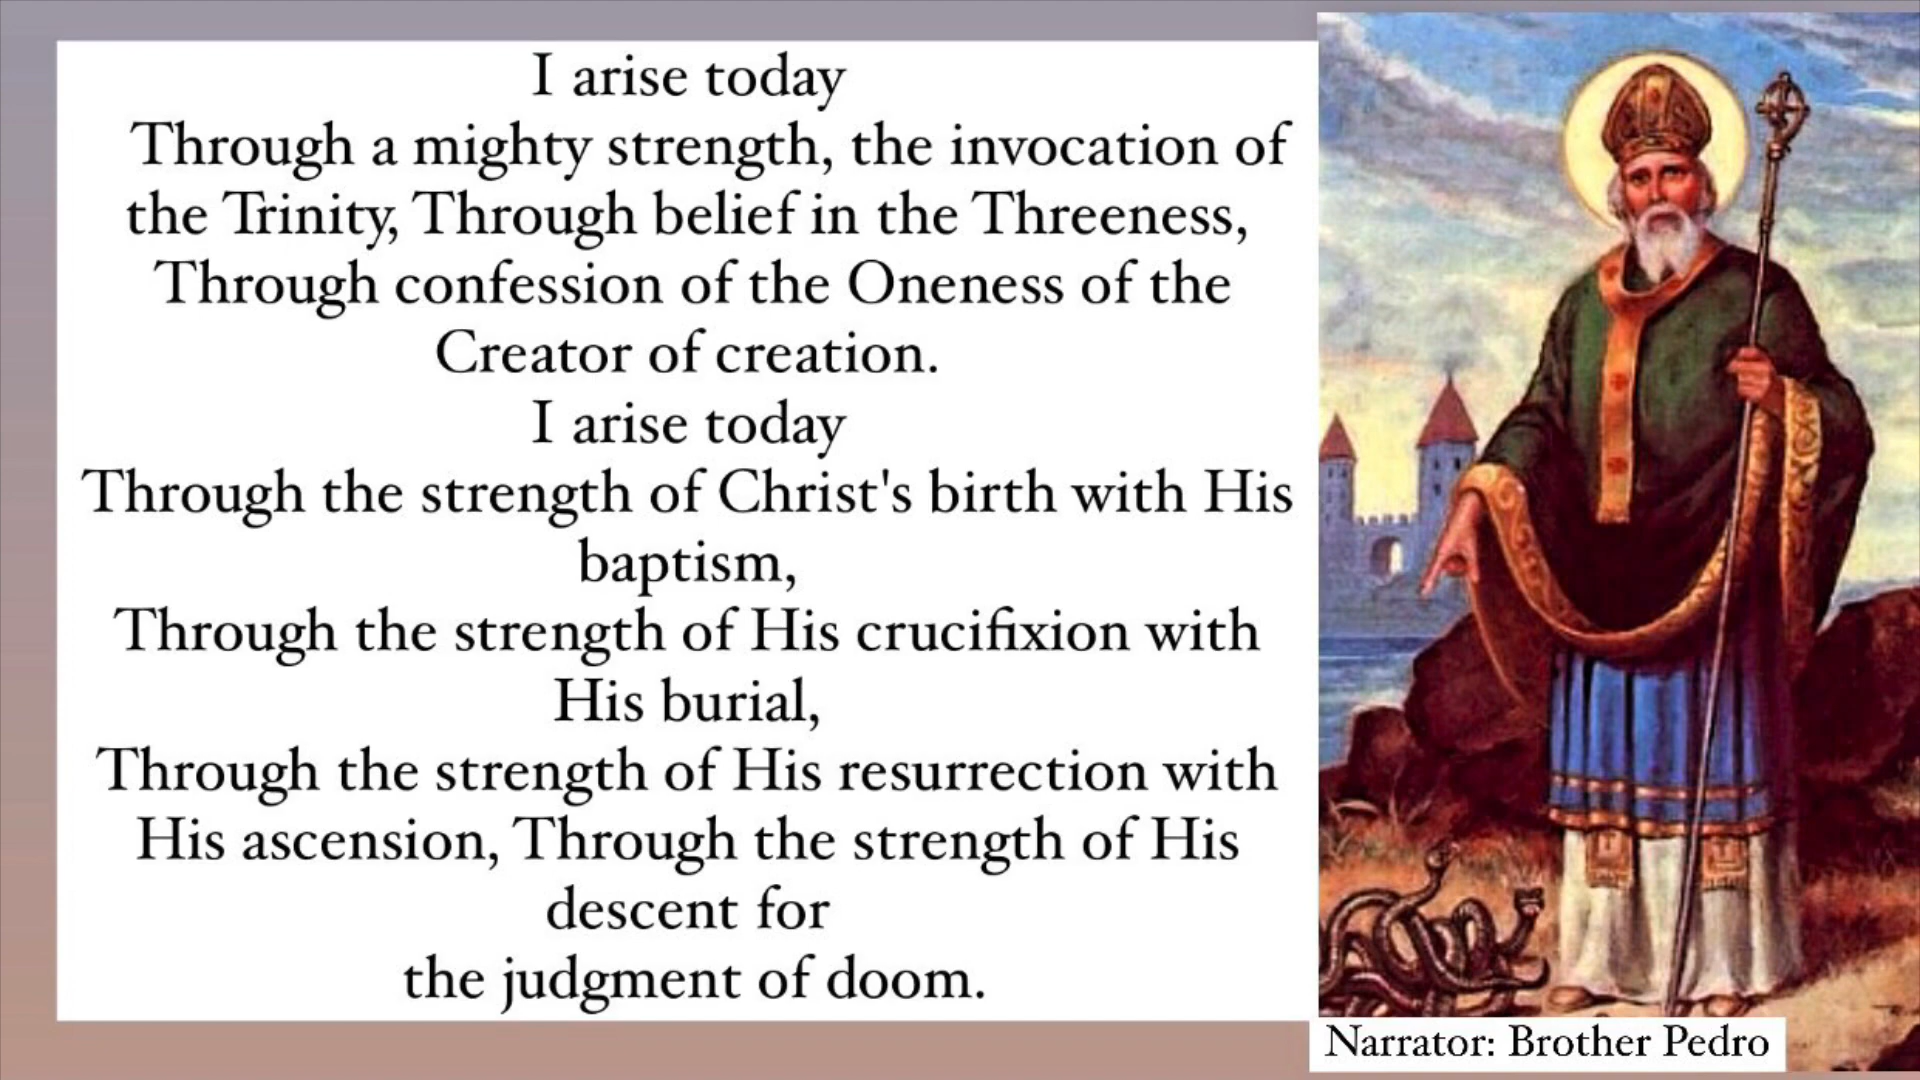 I arise today
Through a mighty strength, the invocation of
the Trinity, Through belief in the Threeness,
Through confession of the Oneness of the
Creator of creation.
I arise today
Through the strength of Christ's birth with His
baptism,
Through the strength of His crucifixion with
His burial,
Through the strength of His resurrection with
His ascension, Through the strength of His
descent for
the judgment of doom.
Narrator: Brother Pedro